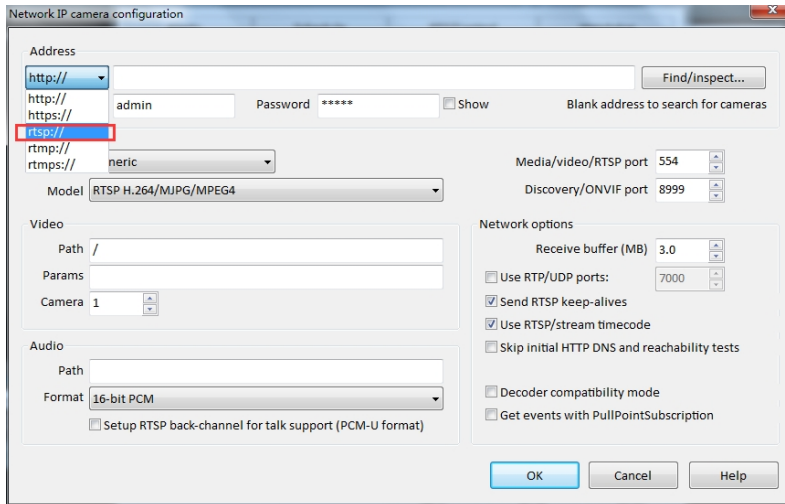 Network IP camera configuration
Address
http://
Find/inspect...
http://
https://
rtsp://
rtmp://
rtmps://
admin
Password *****
Show
Blank address to search for cameras
neric
Media/video/RTSP port 554
Model RTSP H.264/MJPG/MPEG4
Discovery/ONVIF port 8999
Video
Path /
Params
Camera 1
Network options
Receive buffer (MB) 3.0
Use RTP/UDP ports: 7000
Send RTSP keep-alives
Use RTSP/stream timecode
Skip initial HTTP DNS and reachability tests
Decoder compatibility mode
Get events with PullPointSubscription
Audio
Path
Format 16-bit PCM
Setup RTSP back-channel for talk support (PCM-U format)
OK
Cancel
Help